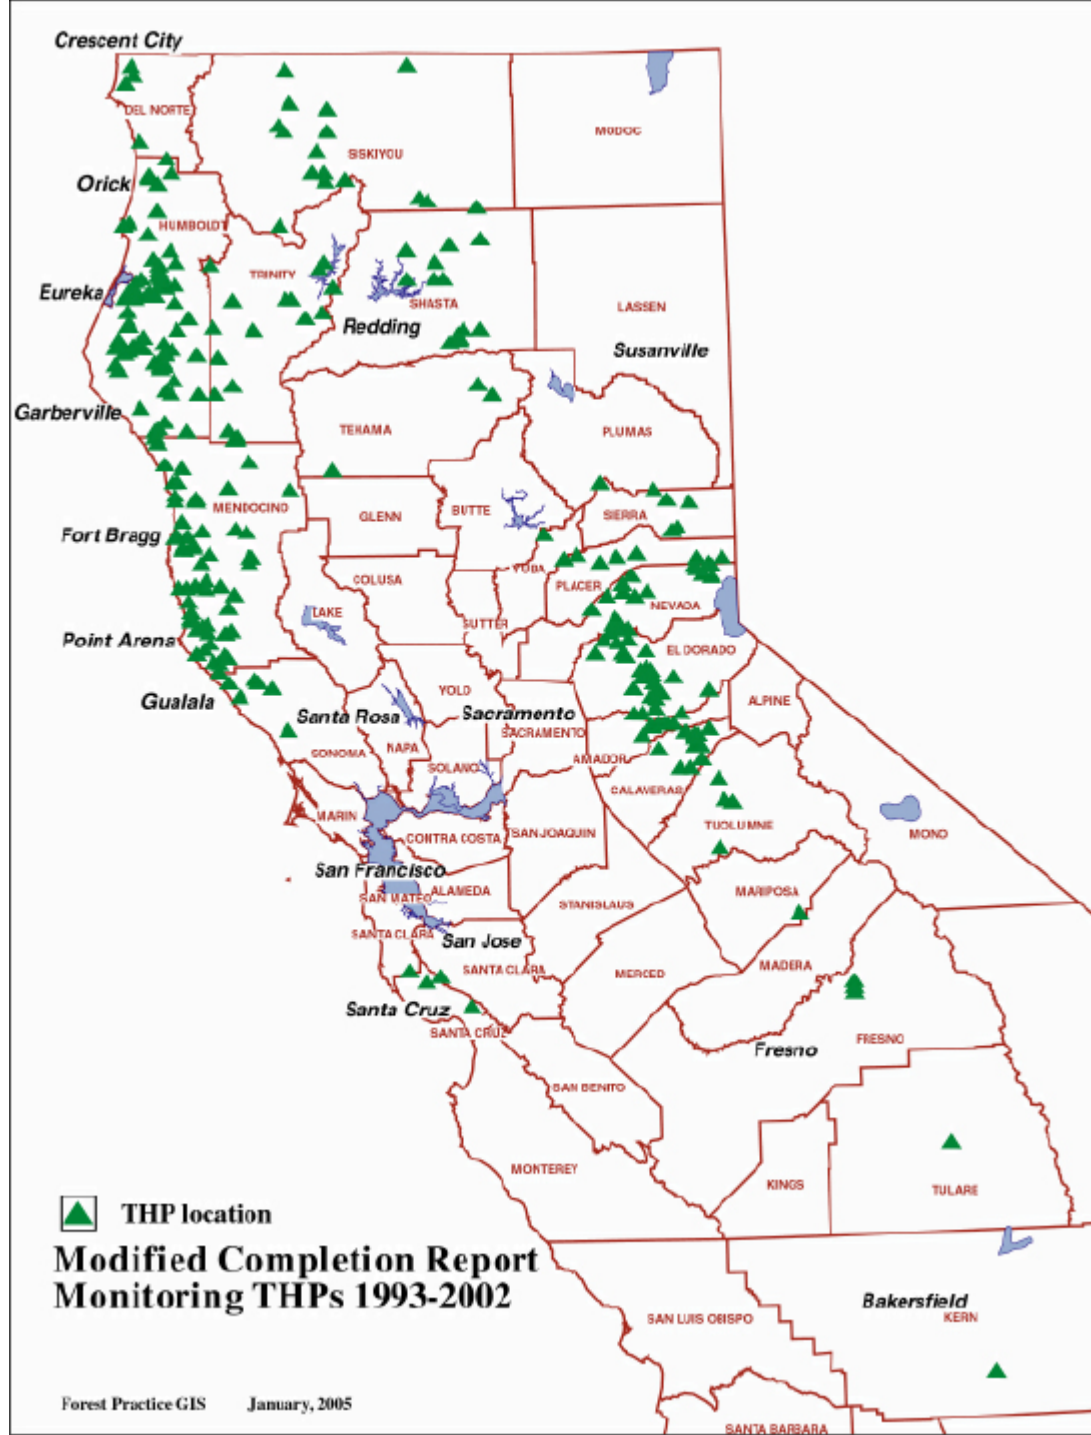 Crescent City
DEL NORTE
MODOC
SISKIYOU
Orick
HUMBOLDT
TRINITY
Eureka
SHASTA
LASSEN
Redding
Susanville
Garberville
TEHAMA
PLUMAS
MENDOCINO
GLENN
BUTTE
SIERRA
Fort Bragg
YUBA
COLUSA
PLACER
NEVADA
LAKE
SUTTER
Point Arena
EL DORADO
YOLO
ALPINE
Gualala
Santa Rosa
Sacramento
SACRAMENTO
SONOMA
NAPA
AMADOR
SOLANO
CALAVERAS
MARIN
TUOLUMNE
CONTRA COSTA
SAN JOAQUIN
MONO
San Francisco
ALAMEDA
MARIPOSA
SAN MATEO
STANISLAUS
SANTA CLARA
San Jose
SANTA CLARA
MERCED
MADERA
Santa Cruz
SANTA CRUZ
FRESNO
Fresno
SAN BENITO
MONTEREY
KINGS
TULARE
THP location
Modified Completion Report
Monitoring THPs 1993-2002
Bakersfield
SAN LUIS OBISPO
KERN
Forest Practice GIS January, 2005
SANTA BARBARA